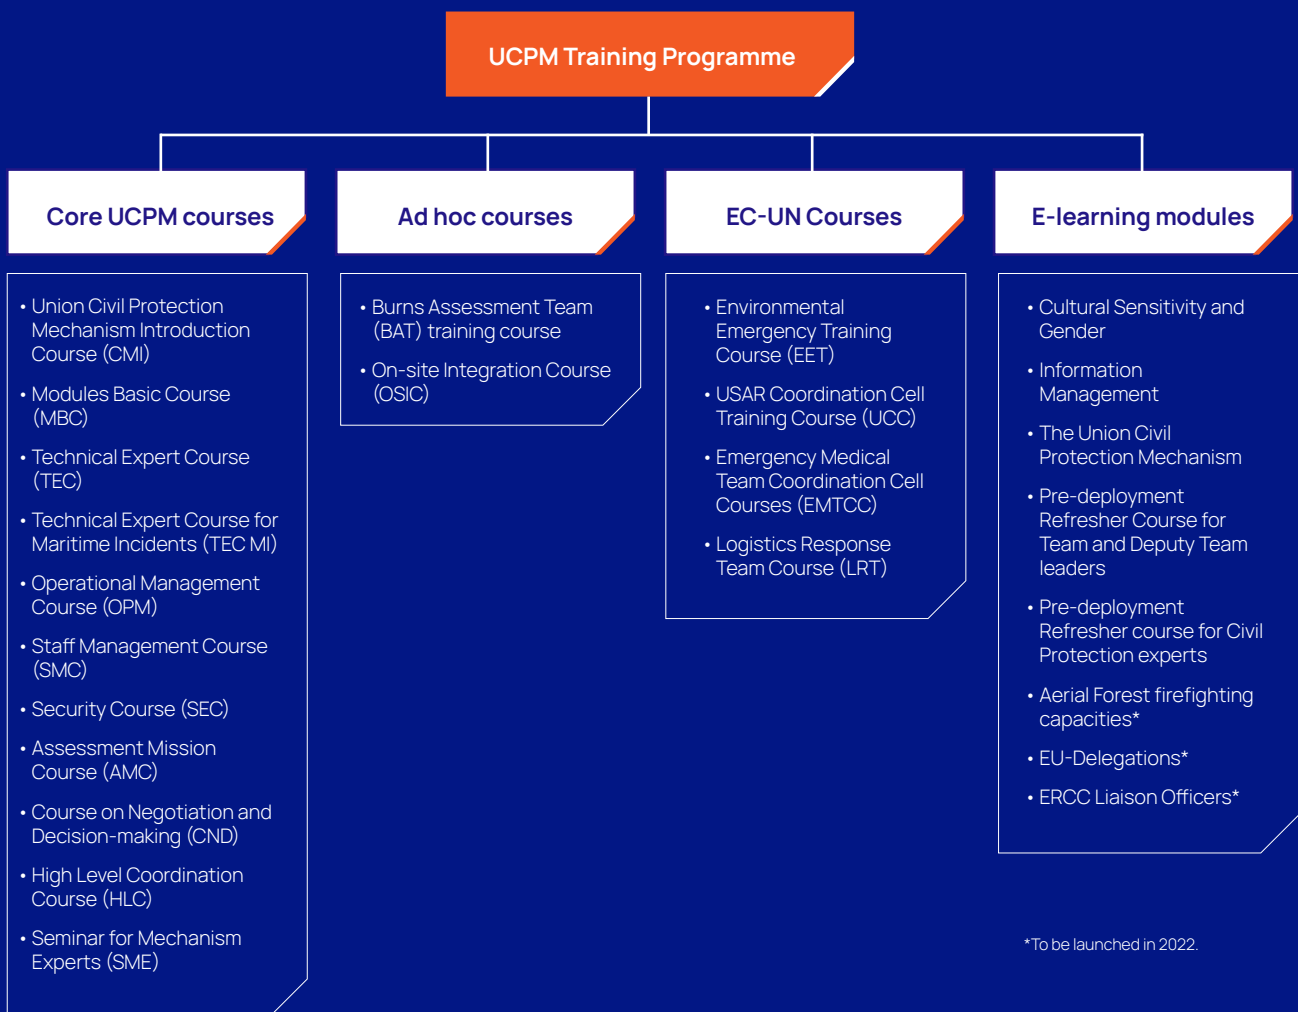 UCPM Training Programme
Core UCPM courses
• Union Civil Protection
Mechanism Introduction
Course (CMI)
• Modules Basic Course
(MBC)
• Technical Expert Course
(TEC)
• Technical Expert Course for
Maritime Incidents (TEC MI)
• Operational Management
Course (OPM)
• Staff Management Course
(SMC)
• Security Course (SEC)
• Assessment Mission
Course (AMC)
• Course on Negotiation and
Decision-making (CND)
• High Level Coordination
Course (HLC)
• Seminar for Mechanism
Experts (SME)
Ad hoc courses
• Burns Assessment Team
(BAT) training course
• On-site Integration Course
(OSIC)
EC-UN Courses
• Environmental
Emergency Training
Course (EET)
• USAR Coordination Cell
Training Course (UCC)
• Emergency Medical
Team Coordination Cell
Courses (EMTCC)
• Logistics Response
Team Course (LRT)
E-learning modules
• Cultural Sensitivity and
Gender
• Information
Management
• The Union Civil
Protection Mechanism
• Pre-deployment
Refresher Course for
Team and Deputy Team
leaders
• Pre-deployment
Refresher course for Civil
Protection experts
• Aerial Forest firefighting
capacities*
• EU-Delegations*
• ERCC Liaison Officers*
*To be launched in 2022.